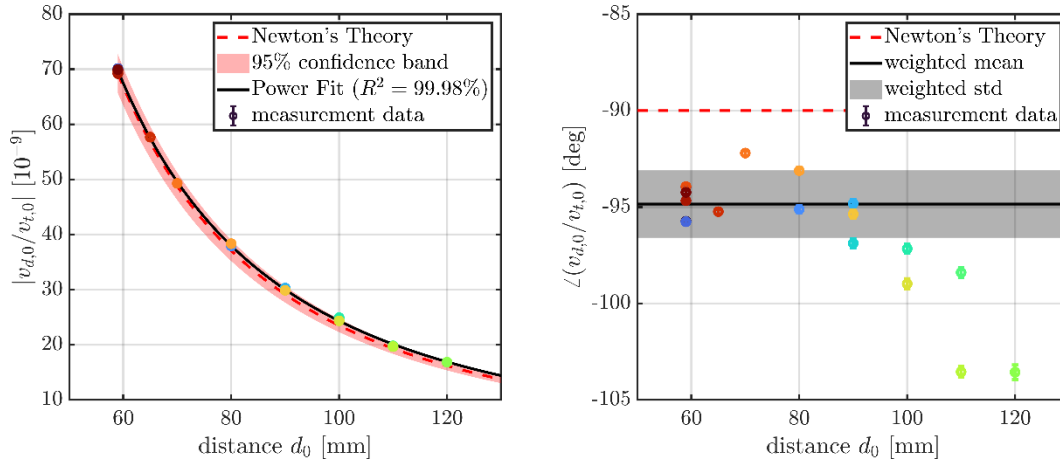 80
70
60
50
40
30
20
10
|v_{d,0}/v_{t,0}| [10^{-9}]
Newton's Theory
95% confidence band
Power Fit (R^2 = 99.98%)
measurement data
60 80 100 120
distance d_0 [mm]
-85
-90
-95
-100
-105
∠(v_{d,0}/v_{t,0}) [deg]
Newton's Theory
weighted mean
weighted std
measurement data
60 80 100 120
distance d_0 [mm]